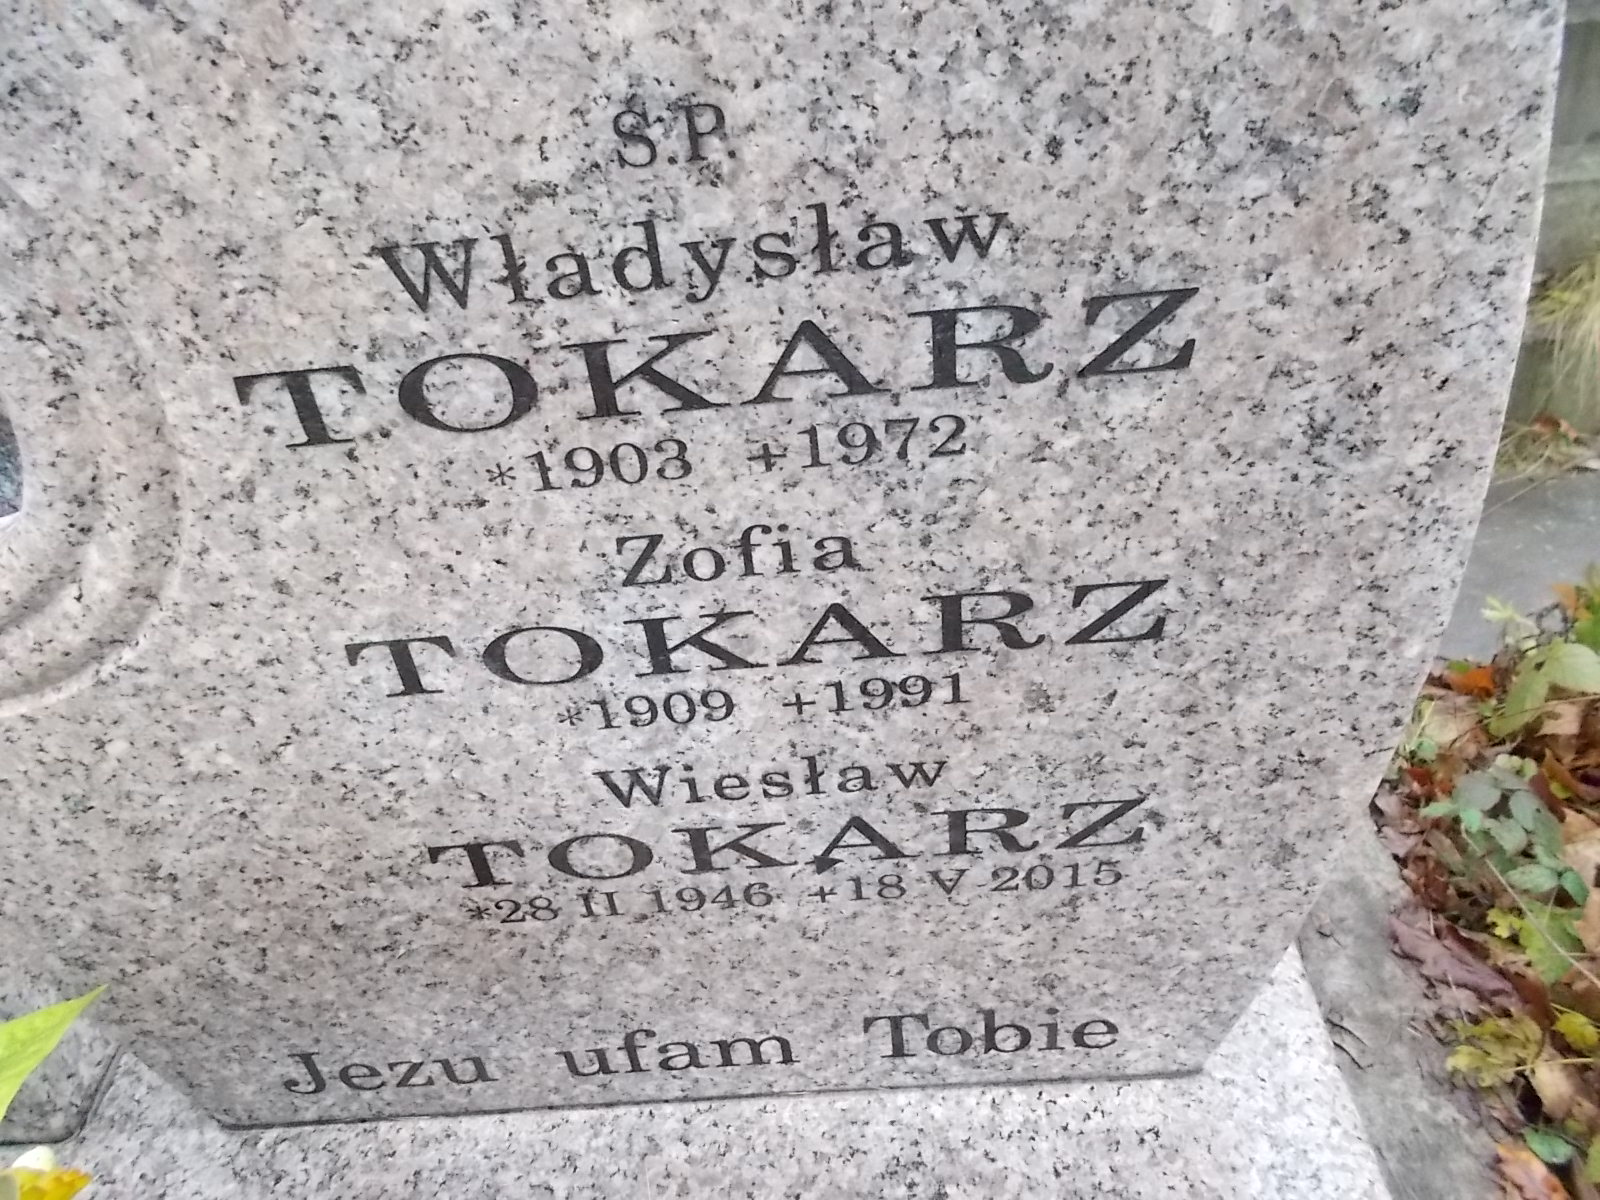 Ś.P.
Władysław
TOKARZ
*1903 +1972
Zofia
TOKARZ
*1909 +1991
Wiesław
TOKARZ
*28 II 1946 +18 V 2015
Jezu ufam Tobie